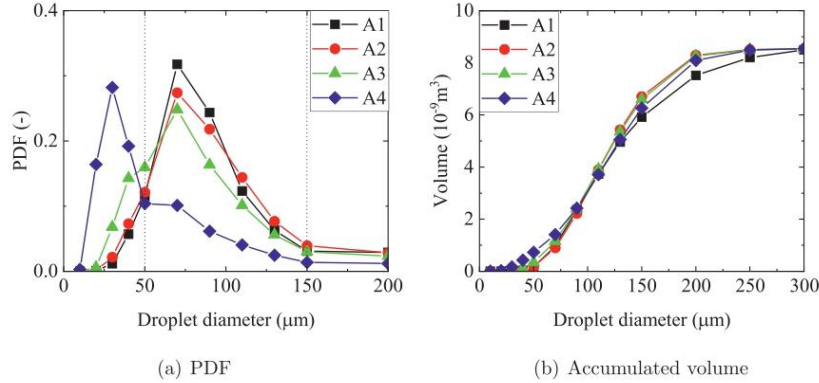 0.4
0.2
0.0
PDF (-)
A1
A2
A3
A4
0
50
100
150
200
Droplet diameter (μm)
(a) PDF
10
8
6
4
2
0
Volume (10⁻⁹m³)
A1
A2
A3
A4
0
50
100
150
200
250
300
Droplet diameter (μm)
(b) Accumulated volume